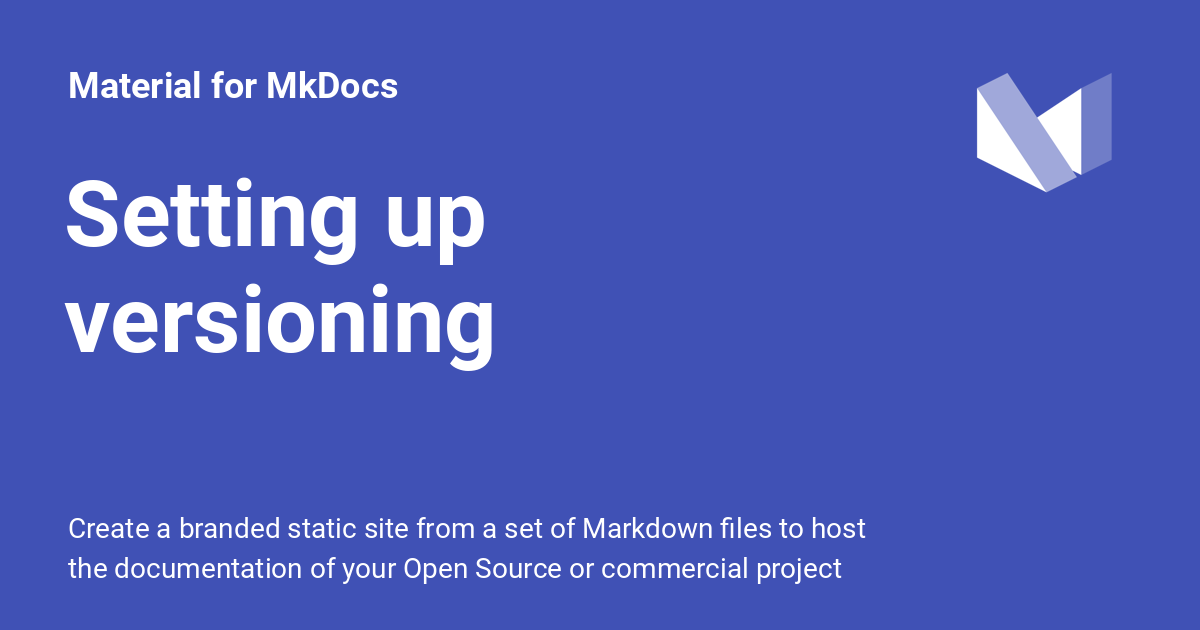 Material for MkDocs
Setting up
versioning
Create a branded static site from a set of Markdown files to host
the documentation of your Open Source or commercial project